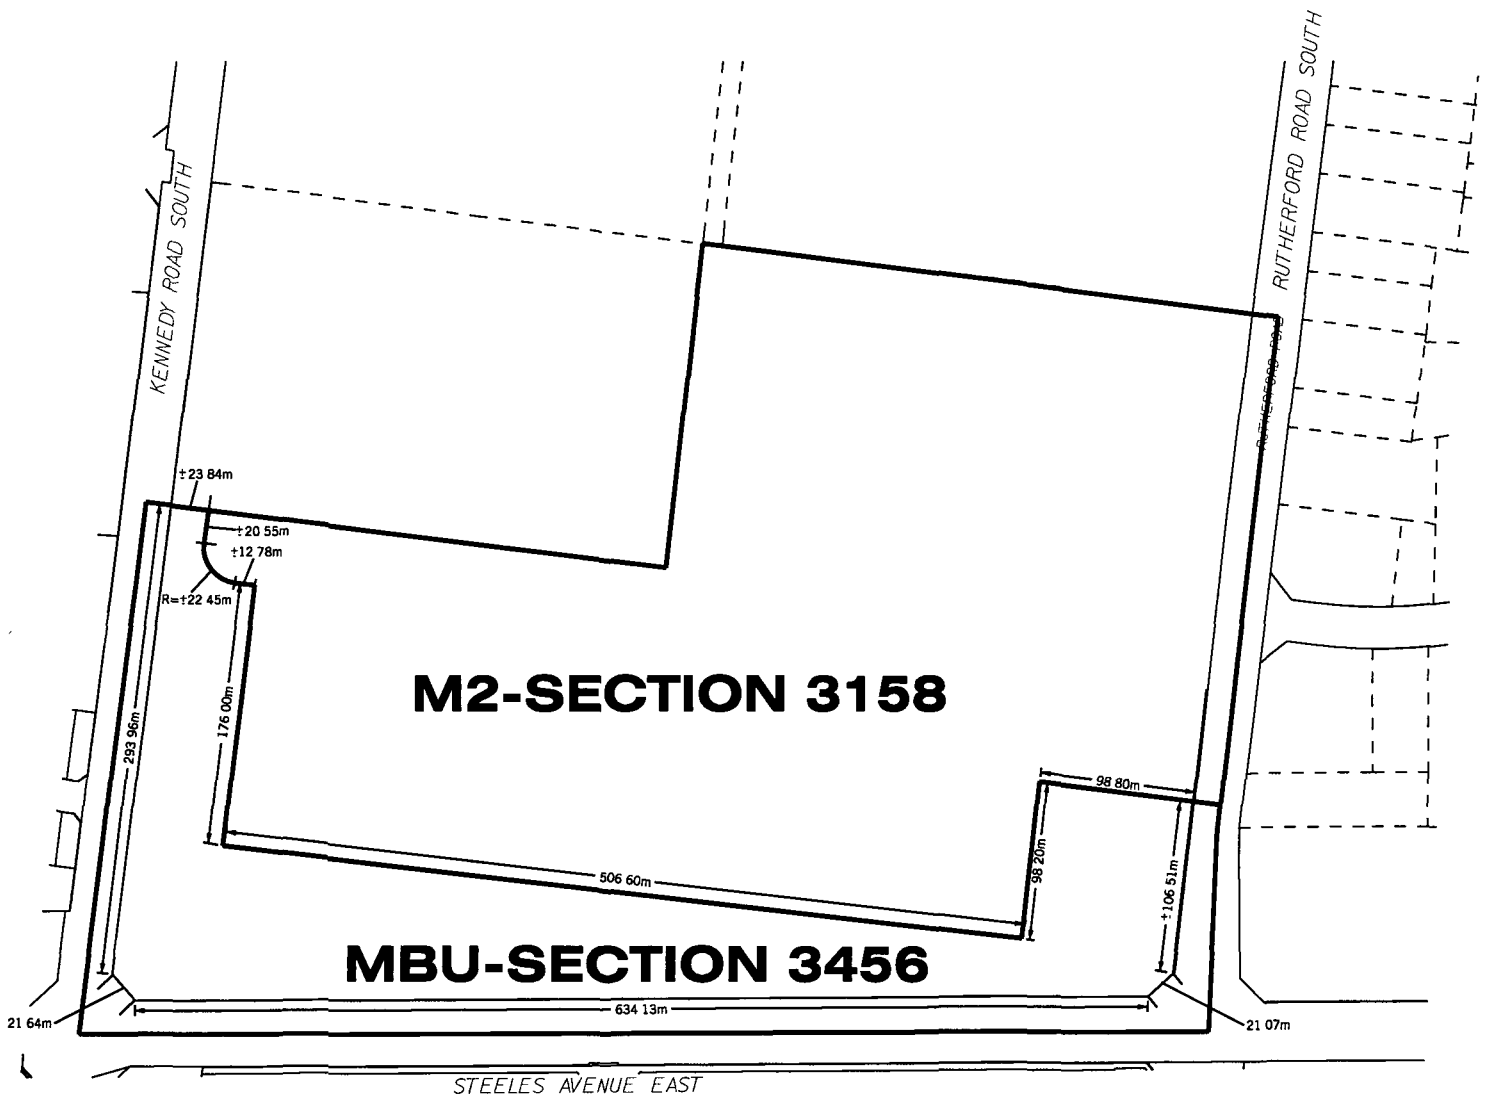 RUTHERFORD ROAD SOUTH
KENNEDY ROAD SOUTH
RUTHERFORD ROAD
±23 84m
±20 55m
±12 78m
R=±22 45m
M2-SECTION 3158
176 00m
293 96m
98 80m
98 20m
±106 51m
506 60m
MBU-SECTION 3456
634 13m
21 64m
21 07m
STEELES AVENUE EAST